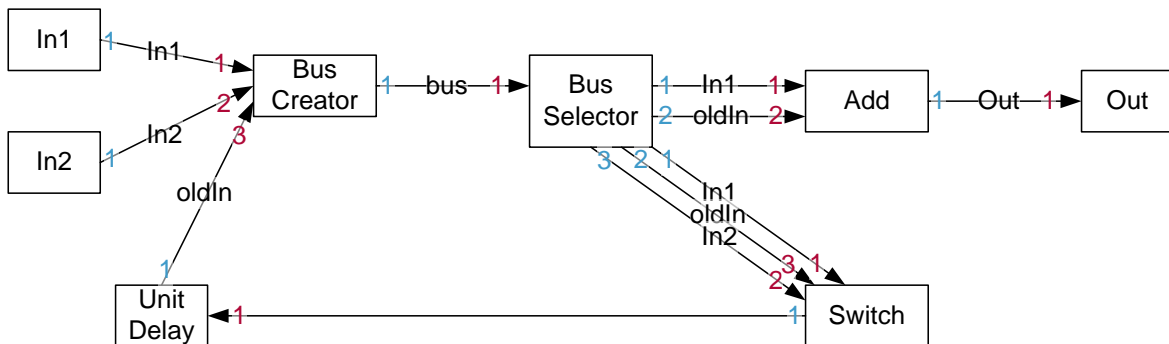 In1
1
In1
1
In2
1
In2
2
3
oldIn
1
Bus
Creator
1
bus
1
Bus
Selector
1
In1
1
2
oldIn
2
Add
1
Out
1
Out
3
2
1
In1
oldIn
In2
3
1
2
Unit
Delay
1
1
Switch